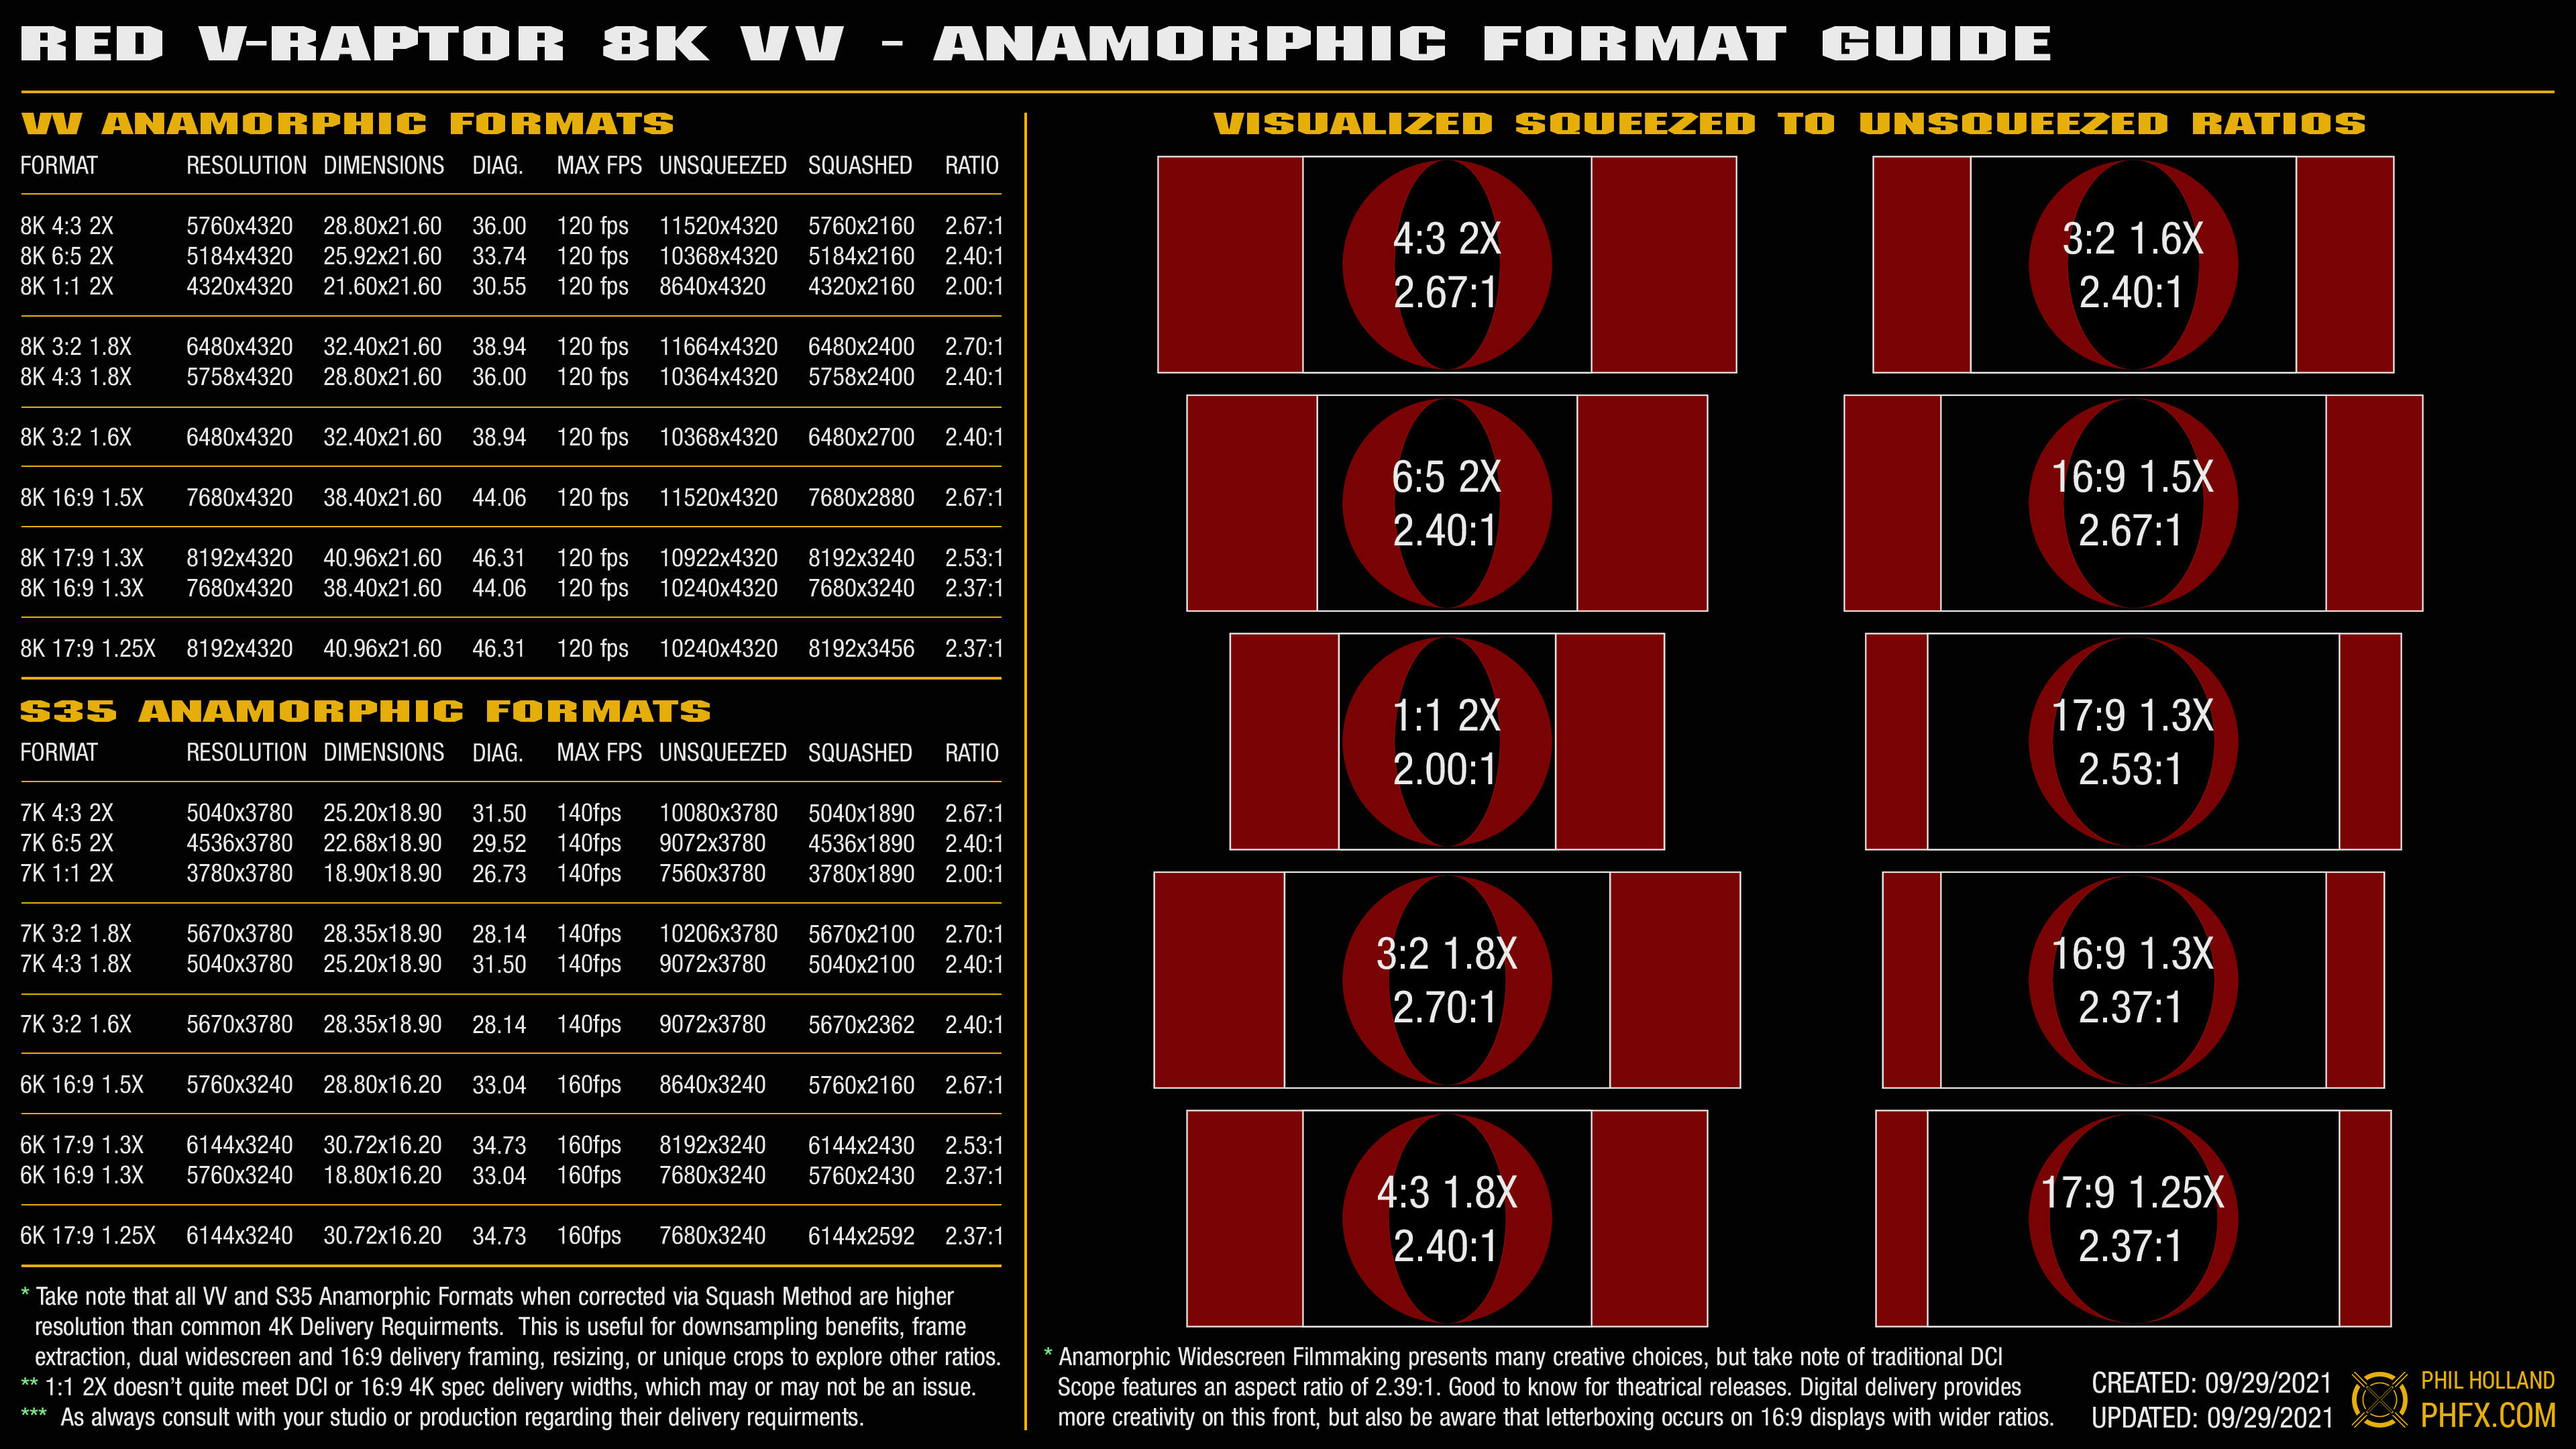 RED V-RAPTOR 8K VV - ANAMORPHIC FORMAT GUIDE
VV ANAMORPHIC FORMATS
FORMAT RESOLUTION DIMENSIONS DIAG. MAX FPS UNSQUEEZED SQUASHED RATIO
8K 4:3 2X 5760x4320 28.80x21.60 36.00 120 fps 11520x4320 5760x2160 2.67:1
8K 6:5 2X 5184x4320 25.92x21.60 33.74 120 fps 10368x4320 5184x2160 2.40:1
8K 1:1 2X 4320x4320 21.60x21.60 30.55 120 fps 8640x4320 4320x2160 2.00:1
8K 3:2 1.8X 6480x4320 32.40x21.60 38.94 120 fps 11664x4320 6480x2400 2.70:1
8K 4:3 1.8X 5758x4320 28.80x21.60 36.00 120 fps 10364x4320 5758x2400 2.40:1
8K 3:2 1.6X 6480x4320 32.40x21.60 38.94 120 fps 10368x4320 6480x2700 2.40:1
8K 16:9 1.5X 7680x4320 38.40x21.60 44.06 120 fps 11520x4320 7680x2880 2.67:1
8K 17:9 1.3X 8192x4320 40.96x21.60 46.31 120 fps 10922x4320 8192x3240 2.53:1
8K 16:9 1.3X 7680x4320 38.40x21.60 44.06 120 fps 10240x4320 7680x3240 2.37:1
8K 17:9 1.25X 8192x4320 40.96x21.60 46.31 120 fps 10240x4320 8192x3456 2.37:1
S35 ANAMORPHIC FORMATS
FORMAT RESOLUTION DIMENSIONS DIAG. MAX FPS UNSQUEEZED SQUASHED RATIO
7K 4:3 2X 5040x3780 25.20x18.90 31.50 140fps 10080x3780 5040x1890 2.67:1
7K 6:5 2X 4536x3780 22.68x18.90 29.52 140fps 9072x3780 4536x1890 2.40:1
7K 1:1 2X 3780x3780 18.90x18.90 26.73 140fps 7560x3780 3780x1890 2.00:1
7K 3:2 1.8X 5670x3780 28.35x18.90 28.14 140fps 10206x3780 5670x2100 2.70:1
7K 4:3 1.8X 5040x3780 25.20x18.90 31.50 140fps 9072x3780 5040x2100 2.40:1
7K 3:2 1.6X 5670x3780 28.35x18.90 28.14 140fps 9072x3780 5670x2362 2.40:1
6K 16:9 1.5X 5760x3240 28.80x16.20 33.04 160fps 8640x3240 5760x2160 2.67:1
6K 17:9 1.3X 6144x3240 30.72x16.20 34.73 160fps 8192x3240 6144x2430 2.53:1
6K 16:9 1.3X 5760x3240 18.80x16.20 33.04 160fps 7680x3240 5760x2430 2.37:1
6K 17:9 1.25X 6144x3240 30.72x16.20 34.73 160fps 7680x3240 6144x2592 2.37:1
* Take note that all VV and S35 Anamorphic Formats when corrected via Squash Method are higher
resolution than common 4K Delivery Requirments. This is useful for downsampling benefits, frame
extraction, dual widescreen and 16:9 delivery framing, resizing, or unique crops to explore other ratios.
** 1:1 2X doesn't quite meet DCI or 16:9 4K spec delivery widths, which may or may not be an issue.
*** As always consult with your studio or production regarding their delivery requirments.
VISUALIZED SQUEEZED TO UNSQUEEZED RATIOS
4:3 2X
2.67:1
3:2 1.6X
2.40:1
6:5 2X
2.40:1
16:9 1.5X
2.67:1
1:1 2X
2.00:1
17:9 1.3X
2.53:1
3:2 1.8X
2.70:1
16:9 1.3X
2.37:1
4:3 1.8X
2.40:1
17:9 1.25X
2.37:1
* Anamorphic Widescreen Filmmaking presents many creative choices, but take note of traditional DCI
Scope features an aspect ratio of 2.39:1. Good to know for theatrical releases. Digital delivery provides
more creativity on this front, but also be aware that letterboxing occurs on 16:9 displays with wider ratios.
CREATED: 09/29/2021
UPDATED: 09/29/2021
PHIL HOLLAND
PHFX.COM